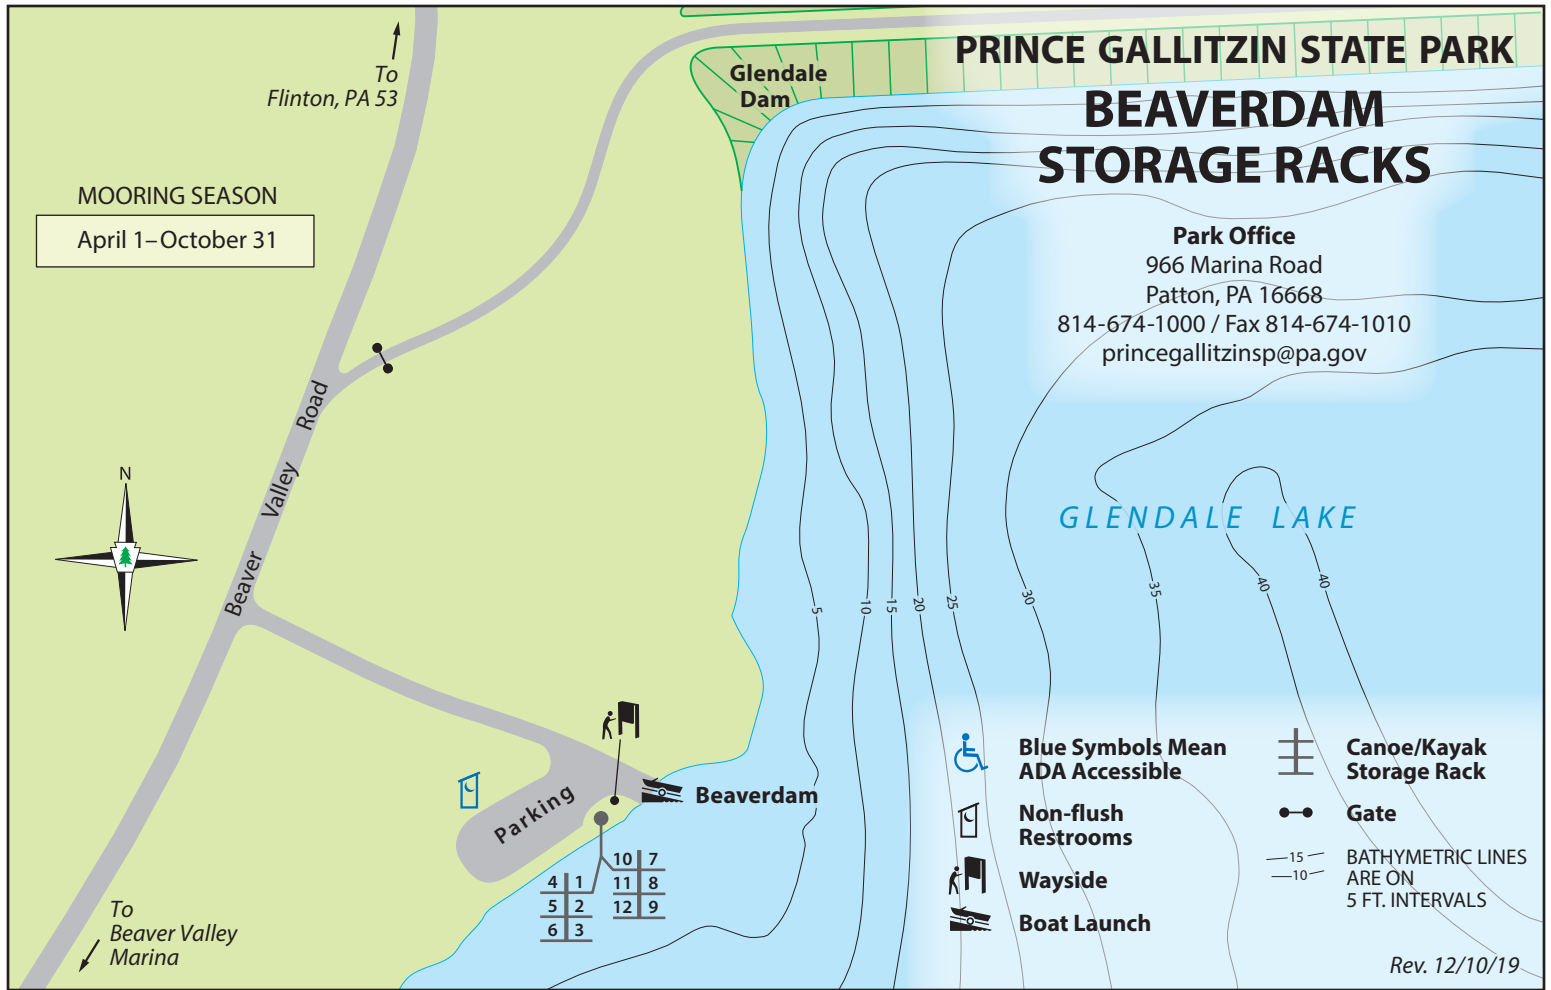 PRINCE GALLITZIN STATE PARK
BEAVERDAM
STORAGE RACKS
Park Office
966 Marina Road
Patton, PA 16668
814-674-1000 / Fax 814-674-1010
princegallitzinsp@pa.gov
To
Flinton, PA 53
Glendale
Dam
MOORING SEASON
April 1–October 31
Beaver Valley Road
N
GLENDALE LAKE
5
10
15
20
25
30
35
40
40
Parking
Beaverdam
4 1
5 2
6 3
10 7
11 8
12 9
To
Beaver Valley
Marina
Blue Symbols Mean
ADA Accessible
Non-flush
Restrooms
Wayside
Boat Launch
Canoe/Kayak
Storage Rack
Gate
15
10
BATHYMETRIC LINES
ARE ON
5 FT. INTERVALS
Rev. 12/10/19